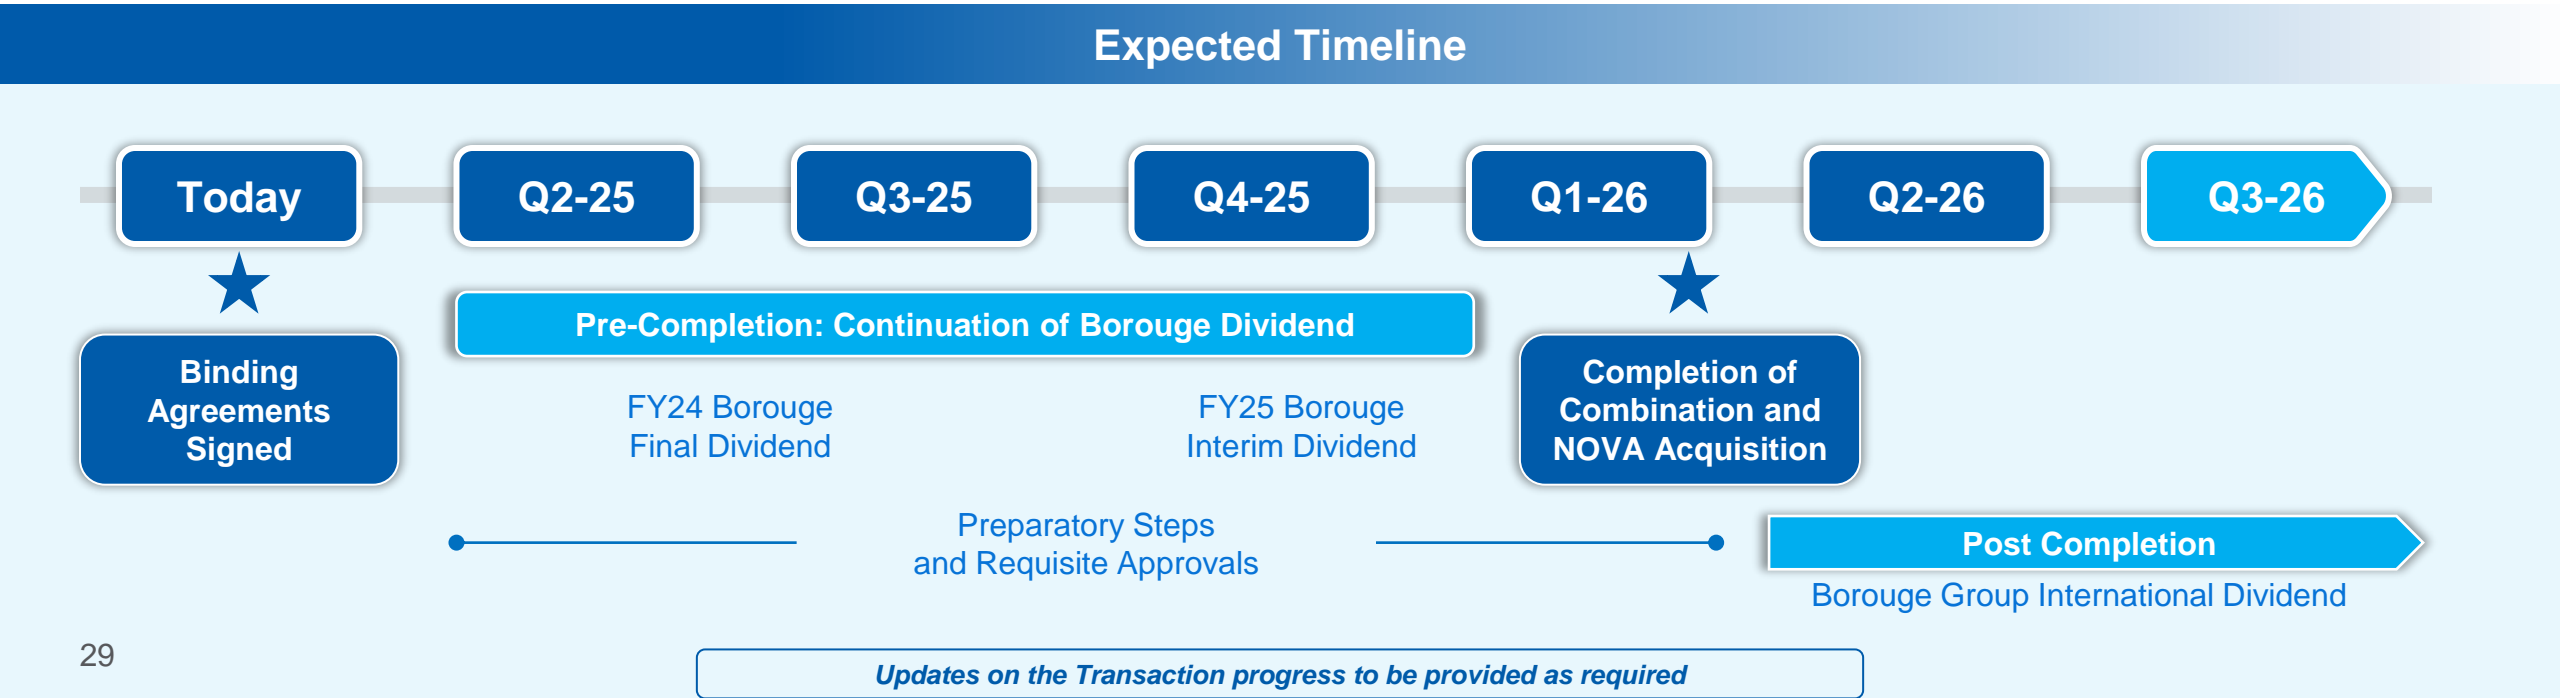 Expected Timeline
Today
Q2-25
Q3-25
Q4-25
Q1-26
Q2-26
Q3-26
Pre-Completion: Continuation of Borouge Dividend
Binding
Agreements
Signed
FY24 Borouge
Final Dividend
FY25 Borouge
Interim Dividend
Completion of
Combination and
NOVA Acquisition
Preparatory Steps
and Requisite Approvals
Post Completion
Borouge Group International Dividend
29
Updates on the Transaction progress to be provided as required